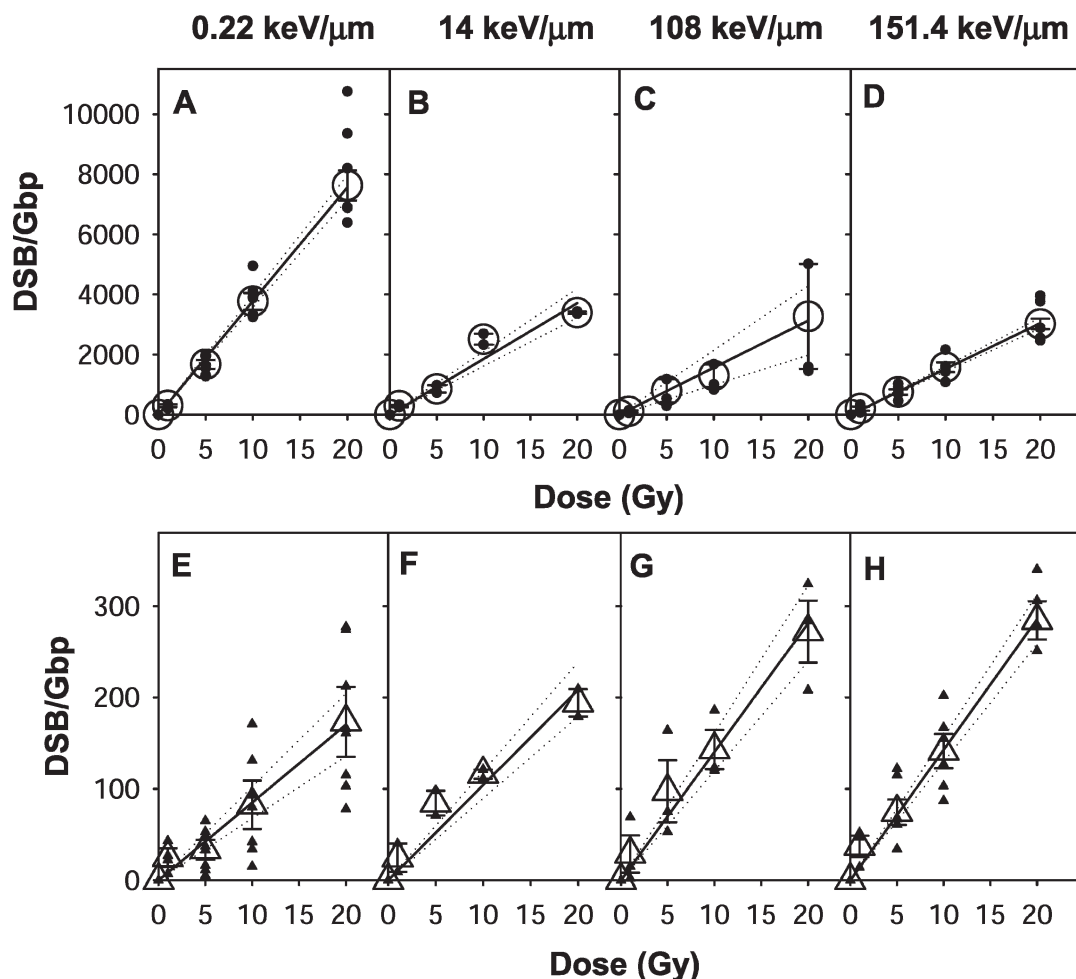 0.22 keV/μm 14 keV/μm 108 keV/μm 151.4 keV/μm
A B C D
DSB/Gbp
10000
8000
6000
4000
2000
0
0 5 10 15 20 0 5 10 15 20 0 5 10 15 20 0 5 10 15 20
Dose (Gy)
E F G H
DSB/Gbp
300
200
100
0
0 5 10 15 20 0 5 10 15 20 0 5 10 15 20 0 5 10 15 20
Dose (Gy)